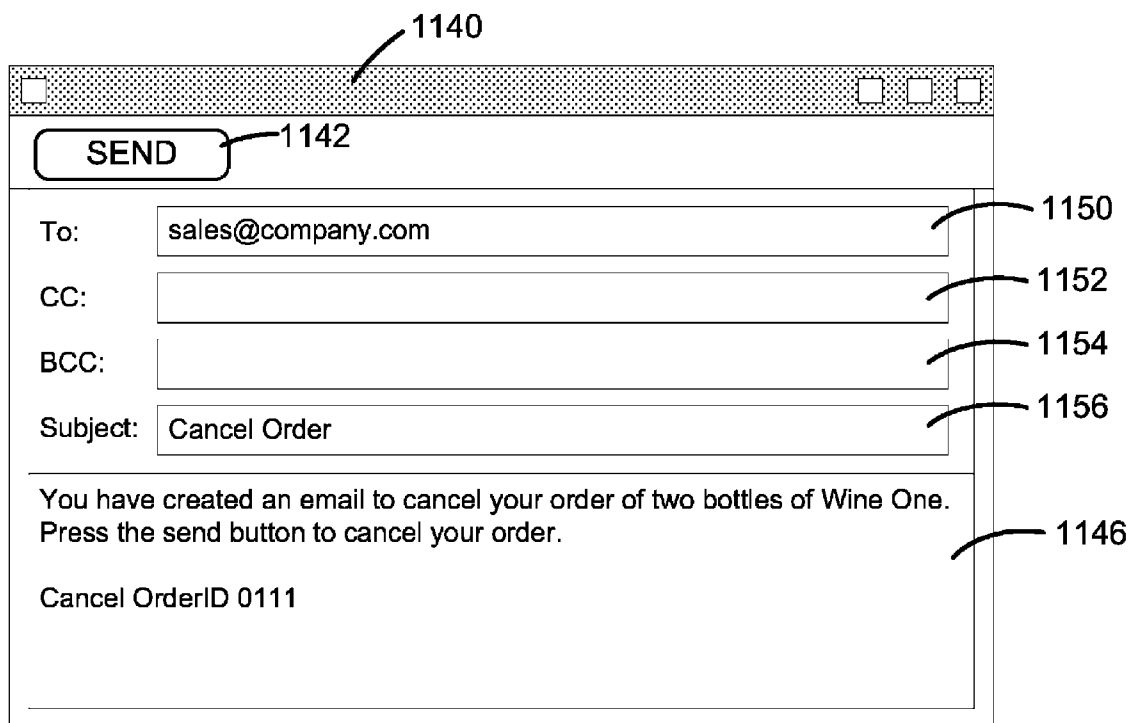 1140
SEND
1142
To: sales@company.com
1150
CC:
1152
BCC:
1154
Subject: Cancel Order
1156
You have created an email to cancel your order of two bottles of Wine One.
Press the send button to cancel your order.
1146
Cancel OrderID 0111